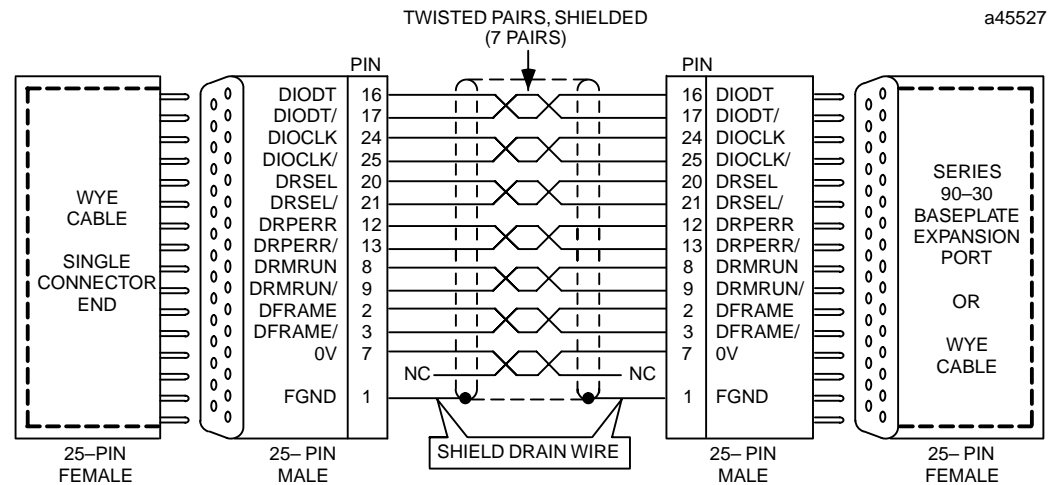 TWISTED PAIRS, SHIELDED
(7 PAIRS)
a45527
PIN
PIN
DIODT 16
DIODT/ 17
DIOCLK 24
DIOCLK/ 25
DRSEL 20
DRSEL/ 21
DRPERR 12
DRPERR/ 13
DRMRUN 8
DRMRUN/ 9
DFRAME 2
DFRAME/ 3
0V 7
NC
FGND 1
16 DIODT
17 DIODT/
24 DIOCLK
25 DIOCLK/
20 DRSEL
21 DRSEL/
12 DRPERR
13 DRPERR/
8 DRMRUN
9 DRMRUN/
2 DFRAME
3 DFRAME/
7 0V
NC
1 FGND
WYE
CABLE
SINGLE
CONNECTOR
END
SERIES
90–30
BASEPLATE
EXPANSION
PORT
OR
WYE
CABLE
SHIELD DRAIN WIRE
25–PIN
FEMALE
25– PIN
MALE
25– PIN
MALE
25– PIN
FEMALE